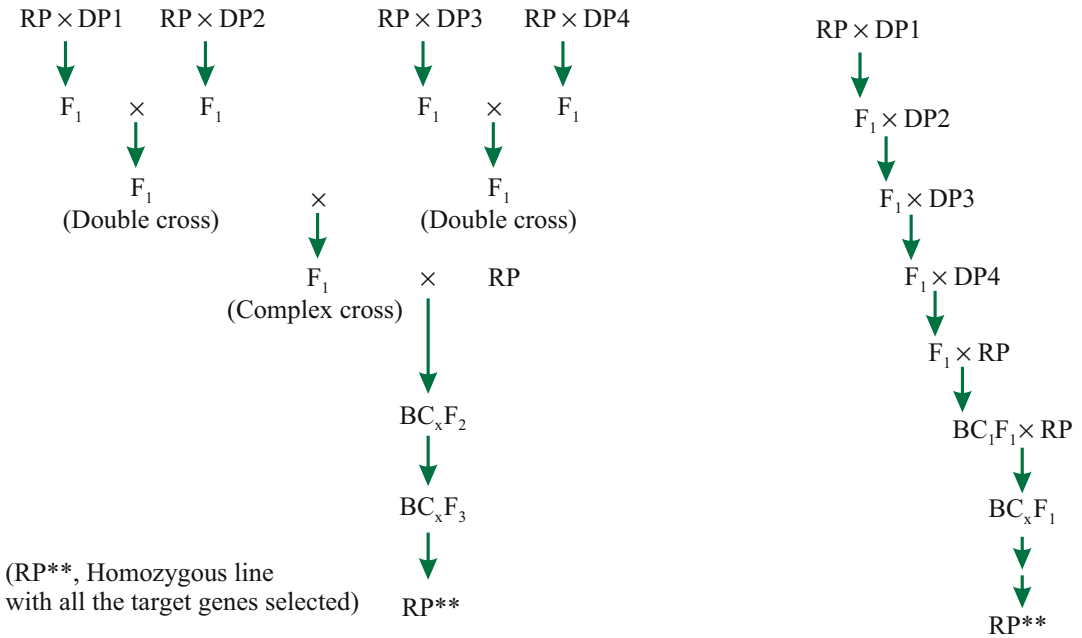 RP × DP1 RP × DP2 RP × DP3 RP × DP4
F₁ × F₁ F₁ × F₁
F₁ × F₁
(Double cross) (Double cross)
F₁ × RP
(Complex cross)
BCₓF₂
BCₓF₃
(RP**, Homozygous line
with all the target genes selected) RP**
RP × DP1
F₁ × DP2
F₁ × DP3
F₁ × DP4
F₁ × RP
BC₁F₁ × RP
BCₓF₁
RP**